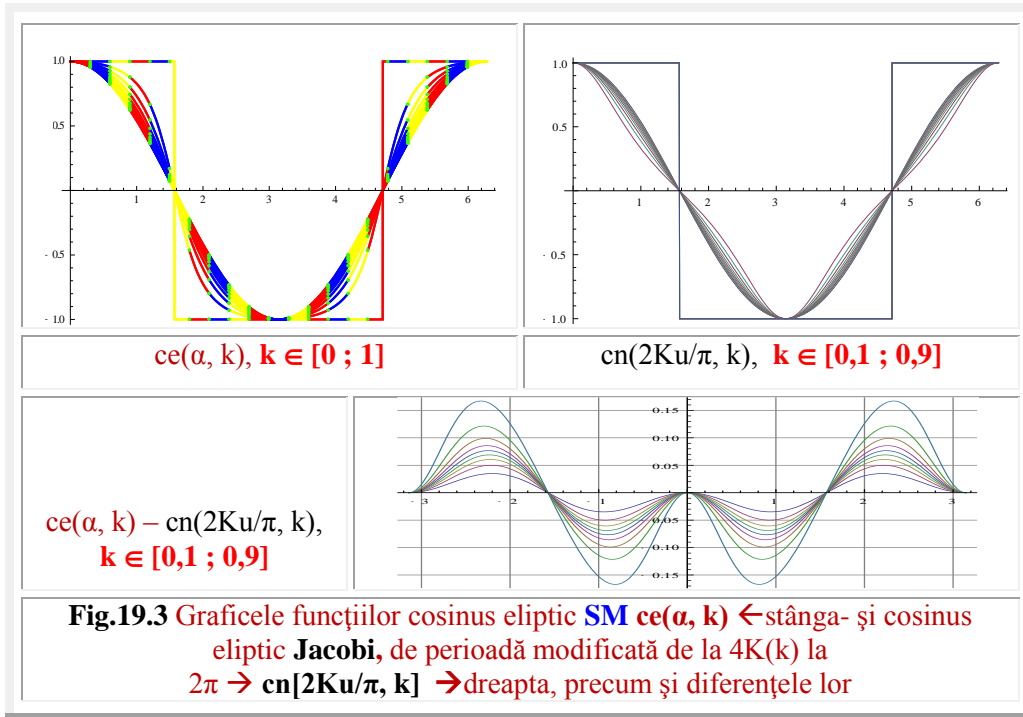 1.0
0.5
- 0.5
- 1.0
1 2 3 4 5 6
1.0
0.5
- 0.5
- 1.0
1 2 3 4 5 6
ce(α, k), k ∈ [0 ; 1]
cn(2Ku/π, k), k ∈ [0,1 ; 0,9]
ce(α, k) – cn(2Ku/π, k),
k ∈ [0,1 ; 0,9]
0.15
0.10
0.05
- 3 - 2 - 1 1 2 3
0.05
- 0.10
- 0.15
Fig.19.3 Graficele funcţiilor cosinus eliptic SM ce(α, k) ←stânga- şi cosinus
eliptic Jacobi, de perioadă modificată de la 4K(k) la
2π → cn[2Ku/π, k] →dreapta, precum şi diferenţele lor